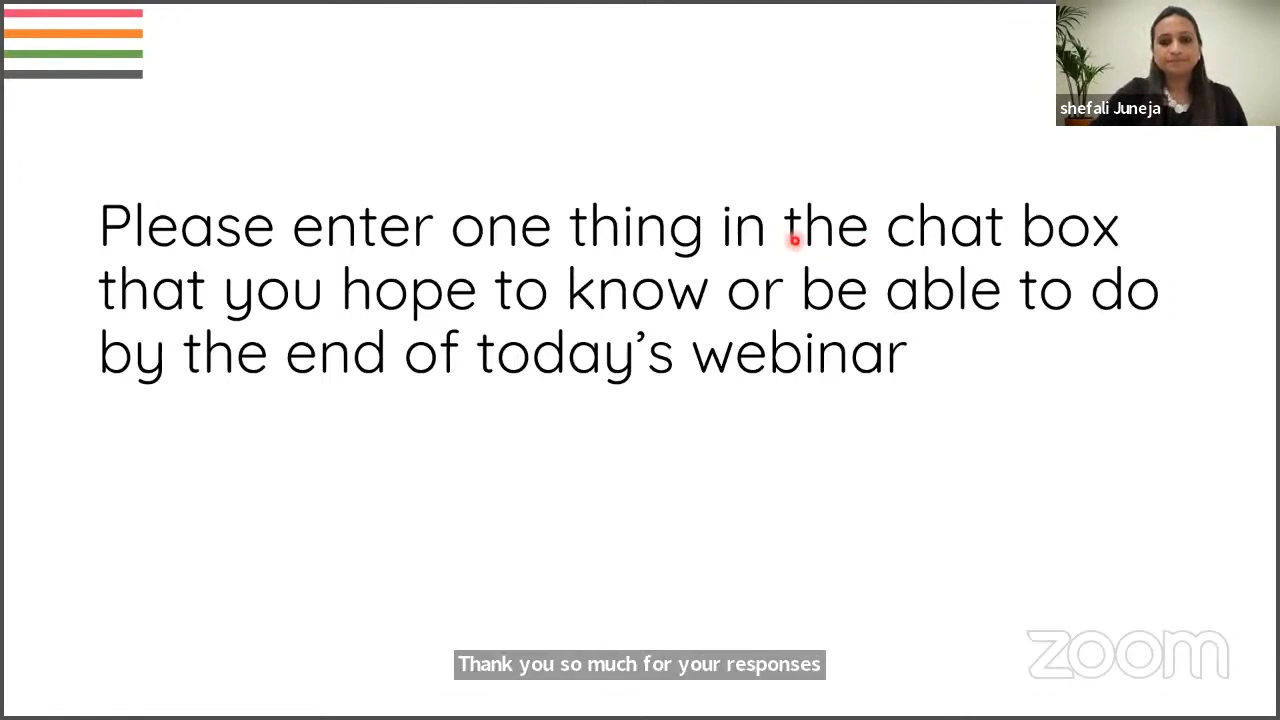 shefali Juneja
Please enter one thing in the chat box
that you hope to know or be able to do
by the end of today’s webinar
Thank you so much for your responses
zoom